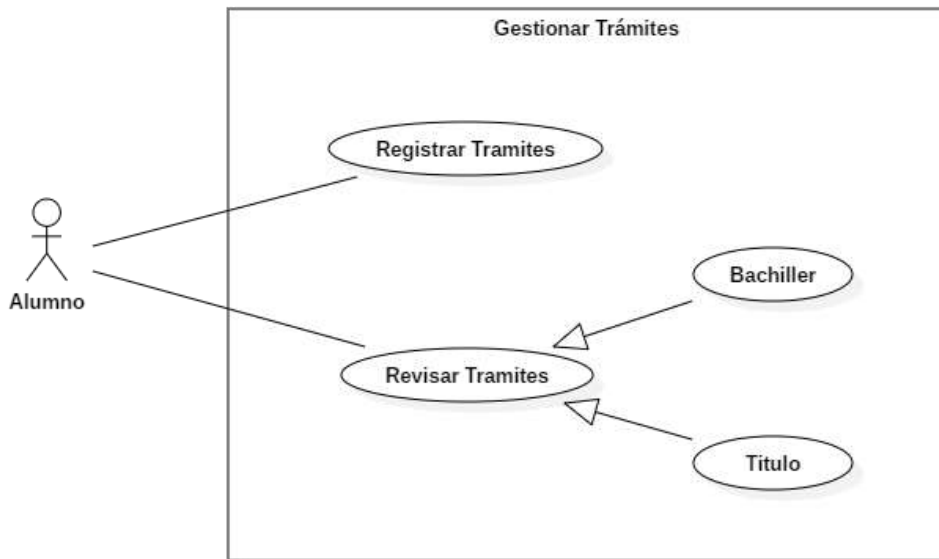 Gestionar Trámites
Registrar Tramites
Alumno
Bachiller
Revisar Tramites
Titulo